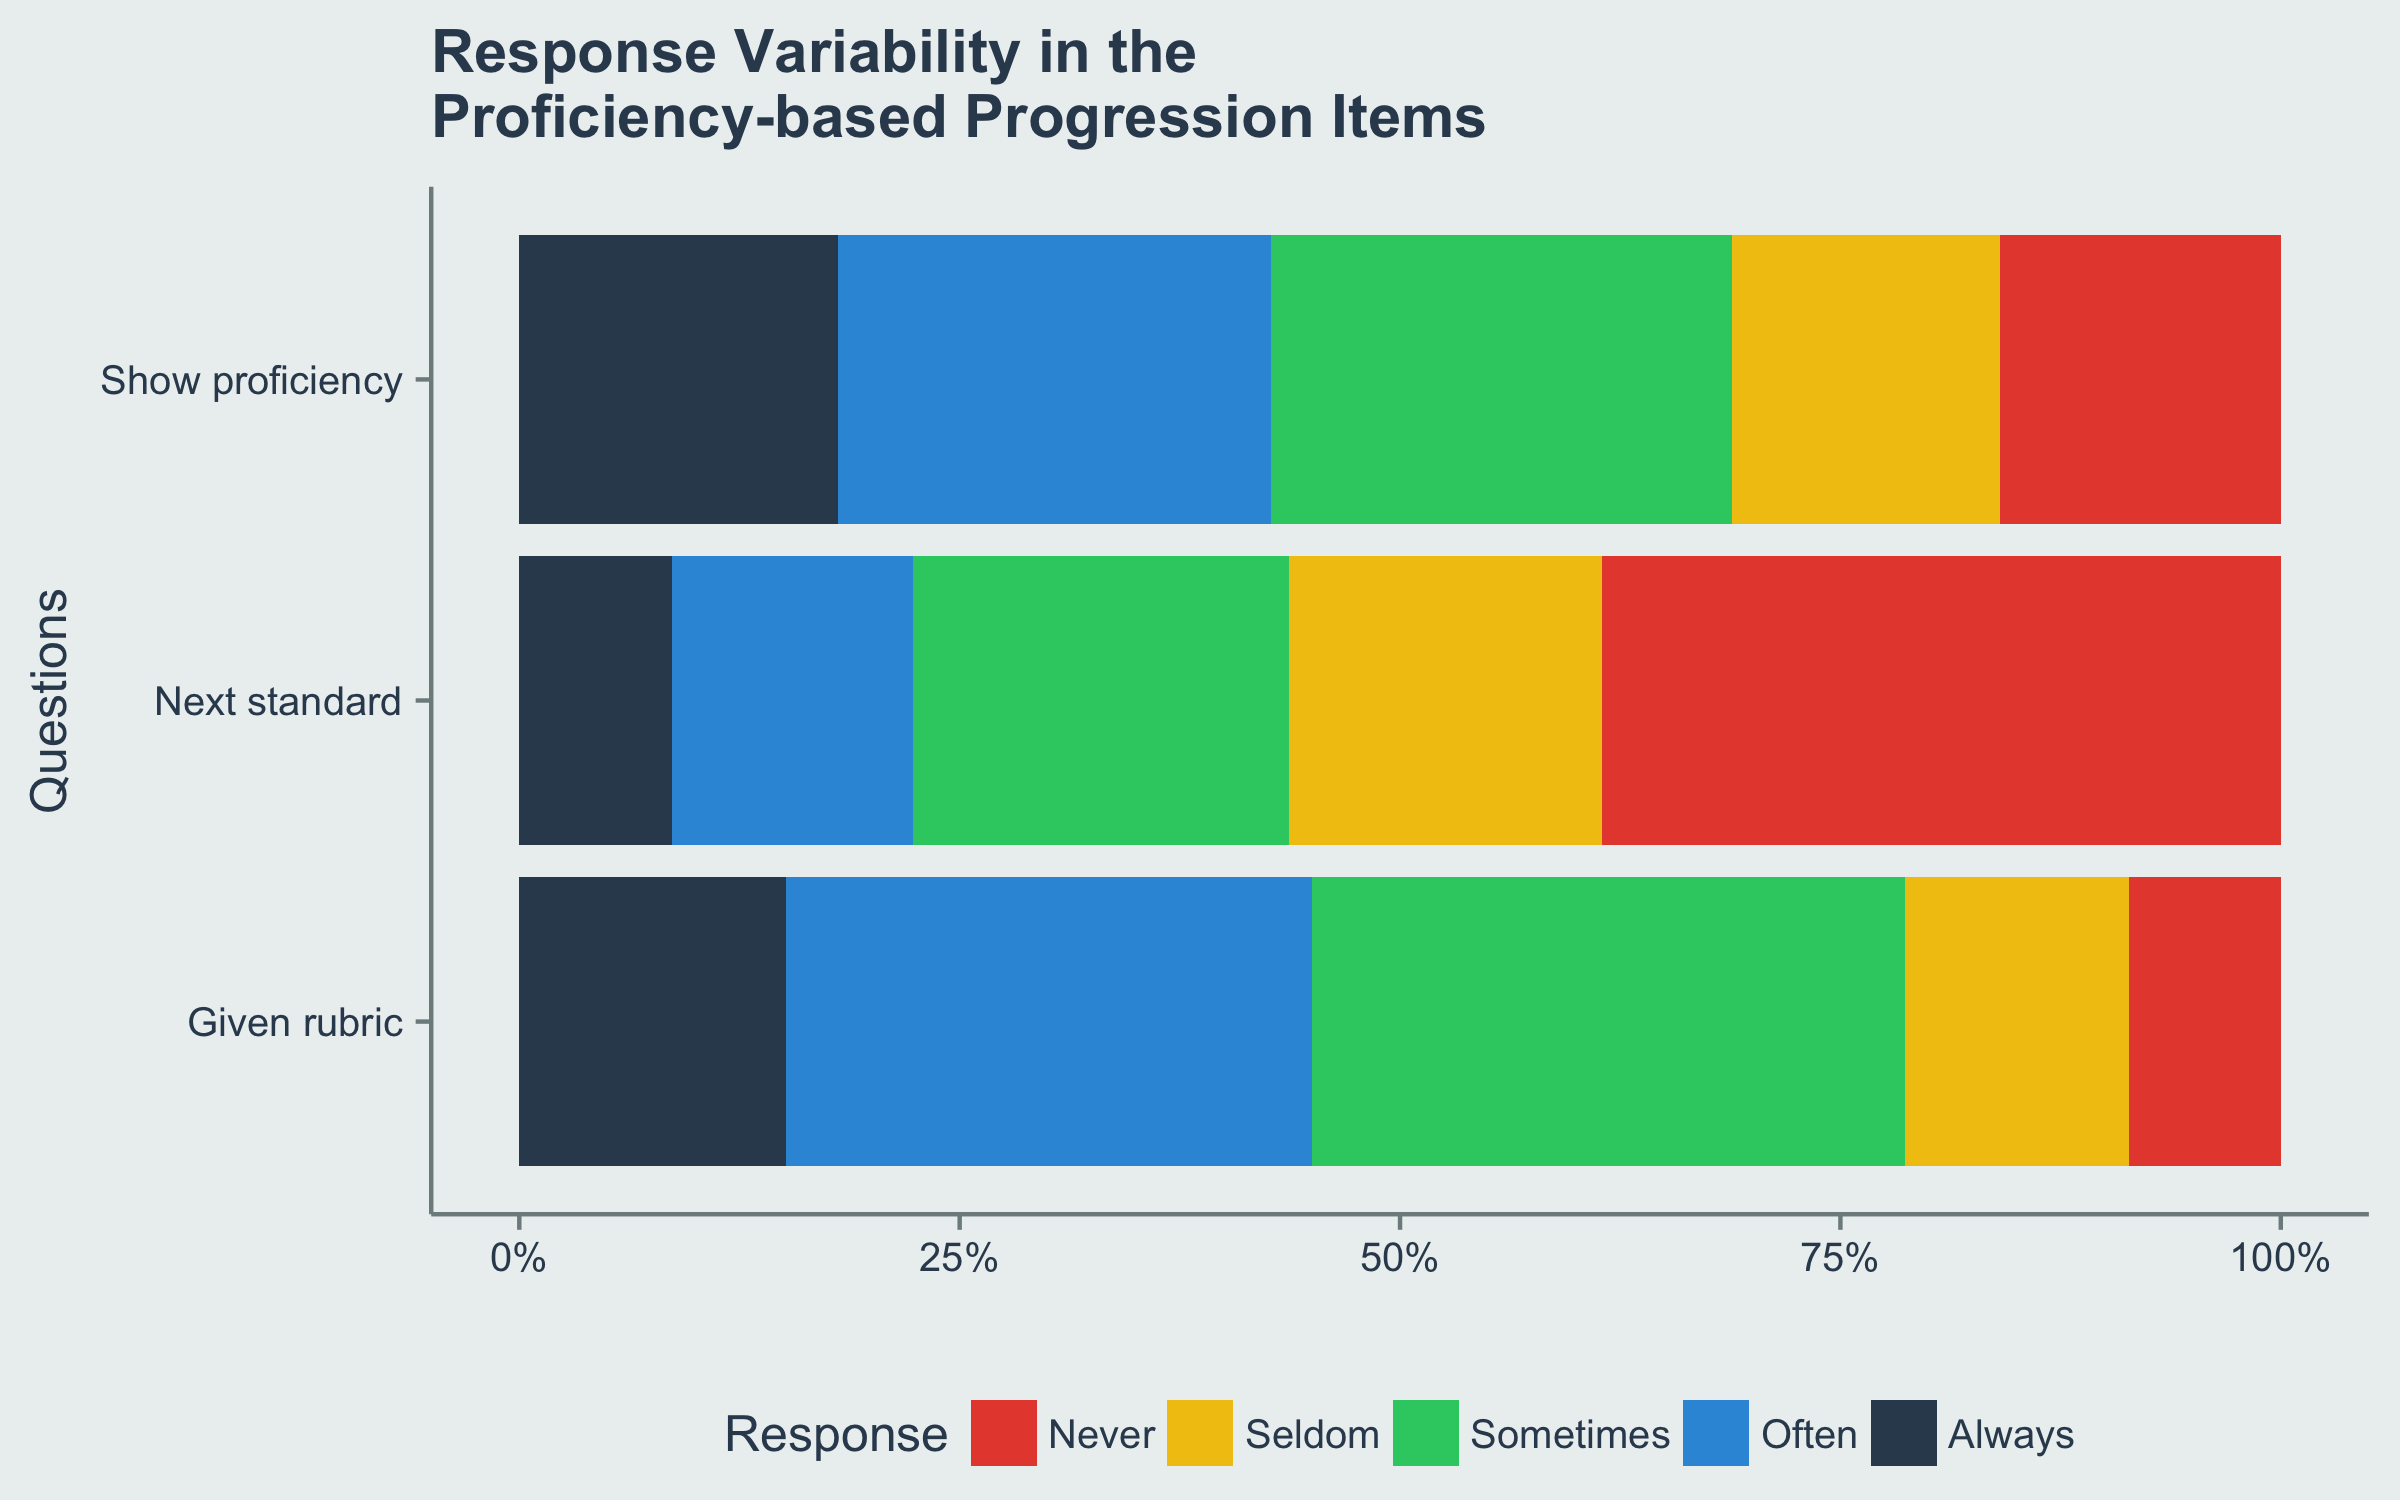 Response Variability in the
Proficiency-based Progression Items
Questions
Show proficiency
Next standard
Given rubric
0% 25% 50% 75% 100%
Response Never Seldom Sometimes Often Always